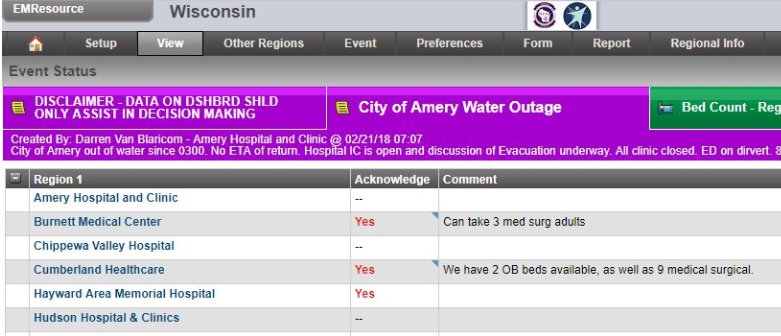 EMResource
Wisconsin
Setup View Other Regions Event Preferences Form Report Regional Info
Event Status
DISCLAIMER - DATA ON DSHBRD SHLD
ONLY ASSIST IN DECISION MAKING
City of Amery Water Outage
Bed Count - Reg
Created By: Darren Van Blaricom - Amery Hospital and Clinic @ 02/21/18 07:07
City of Amery out of water since 0300. No ETA of return. Hospital IC is open and discussion of Evacuation underway. All clinic closed. ED on dirvert. 8
Region 1 Acknowledge Comment
Amery Hospital and Clinic --
Burnett Medical Center Yes Can take 3 med surg adults
Chippewa Valley Hospital --
Cumberland Healthcare Yes We have 2 OB beds available, as well as 9 medical surgical.
Hayward Area Memorial Hospital Yes
Hudson Hospital & Clinics --